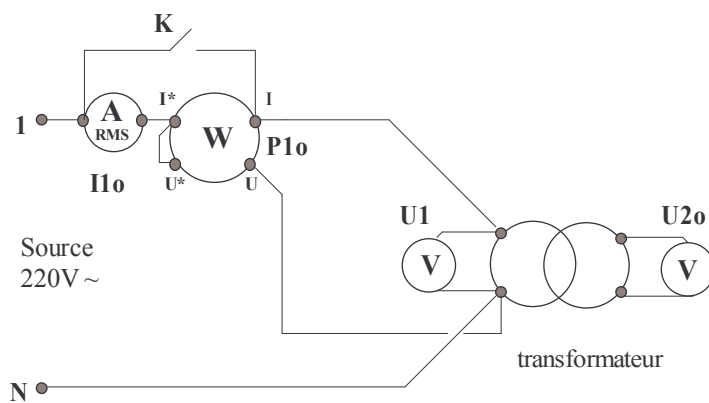 K
1
A
RMS
I1o
I*
I
W
P1o
U*
U
U1
V
U2o
V
Source
220V ~
transformateur
N